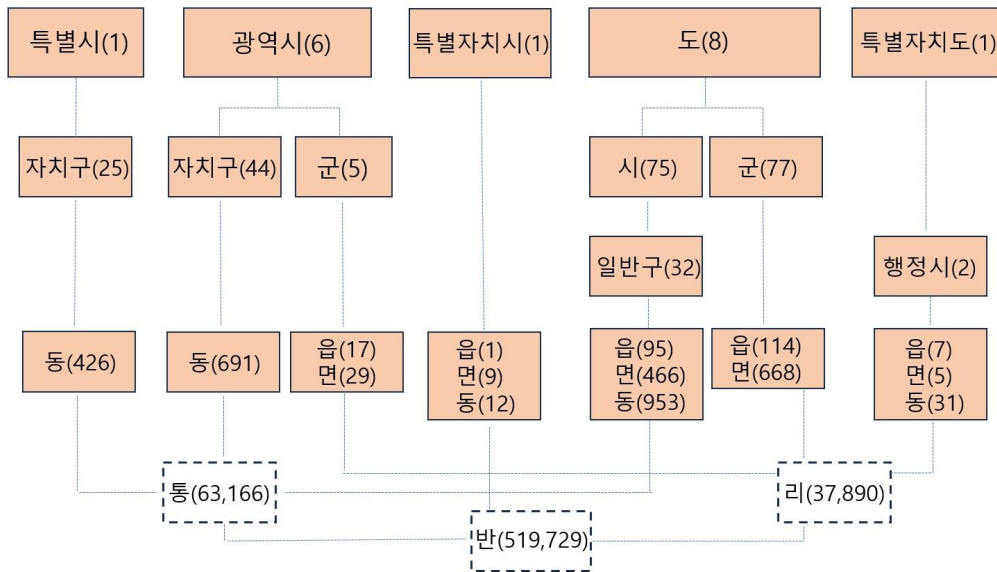 특별시(1)
광역시(6)
특별자치시(1)
도(8)
특별자치도(1)
자치구(25)
자치구(44)
군(5)
시(75)
군(77)
일반구(32)
행정시(2)
동(426)
동(691)
읍(17)
면(29)
읍(1)
면(9)
동(12)
읍(95)
면(466)
동(953)
읍(114)
면(668)
읍(7)
면(5)
동(31)
통(63,166)
리(37,890)
반(519,729)